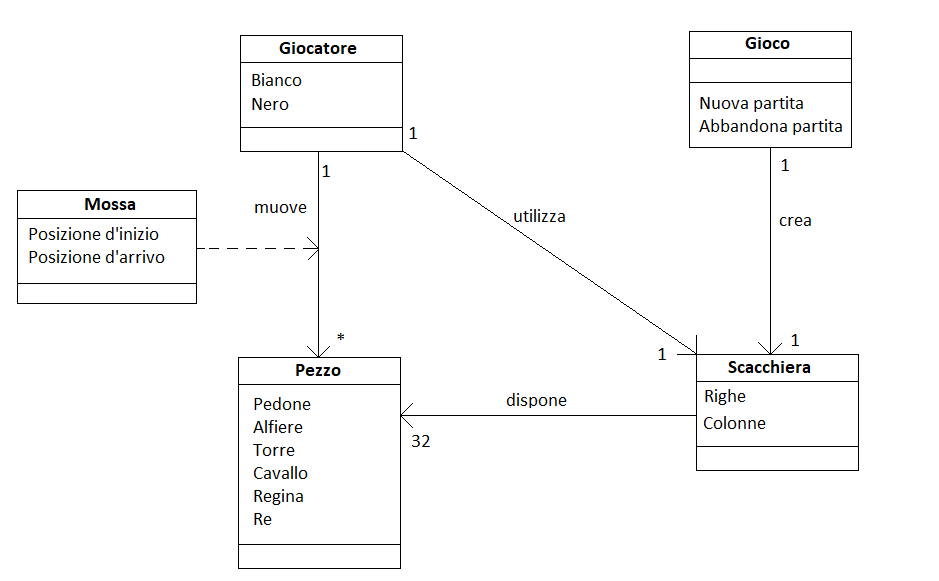 Giocatore
Bianco
Nero
1
1
Gioco
Nuova partita
Abbandona partita
1
crea
1
muove
utilizza
Mossa
Posizione d'inizio
Posizione d'arrivo
*
1
Pezzo
Pedone
Alfiere
Torre
Cavallo
Regina
Re
dispone
32
Scacchiera
Righe
Colonne